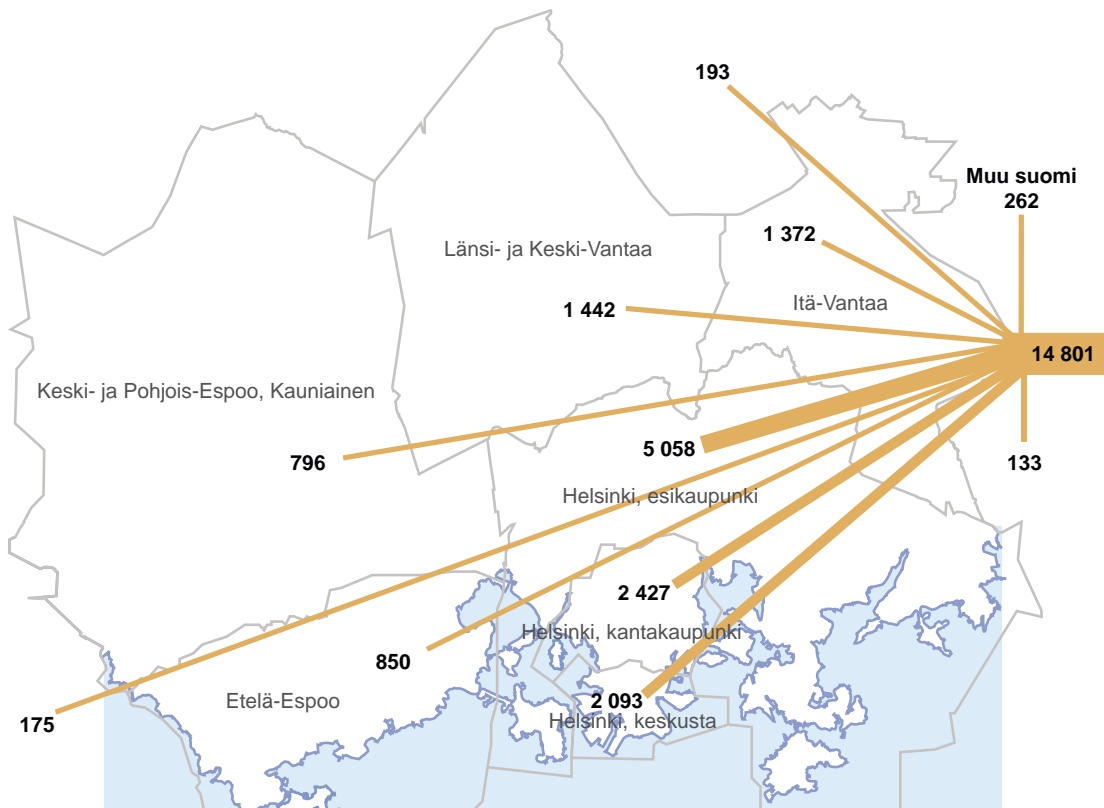 193
Muu suomi
262
1 372
Länsi- ja Keski-Vantaa
1 442
Itä-Vantaa
14 801
Keski- ja Pohjois-Espoo, Kauniainen
796
5 058
133
Helsinki, esikaupunki
2 427
Helsinki, kantakaupunki
850
Etelä-Espoo
2 093
175
Helsinki, keskusta